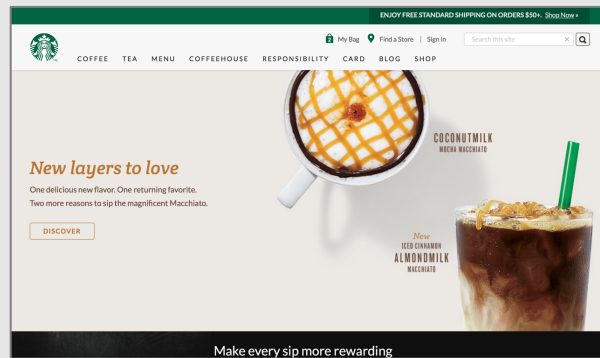 ENJOY FREE STANDARD SHIPPING ON ORDERS $50+. Shop Now ›
2 My Bag Find a Store | Sign In Search this site ×
COFFEE TEA MENU COFFEEHOUSE RESPONSIBILITY CARD BLOG SHOP
COCONUTMILK
MOCHA MACCHIATO
New layers to love
One delicious new flavor. One returning favorite.
Two more reasons to sip the magnificent Macchiato.
DISCOVER
New
ICED CINNAMON
ALMONDMILK
MACCHIATO
Make every sip more rewarding